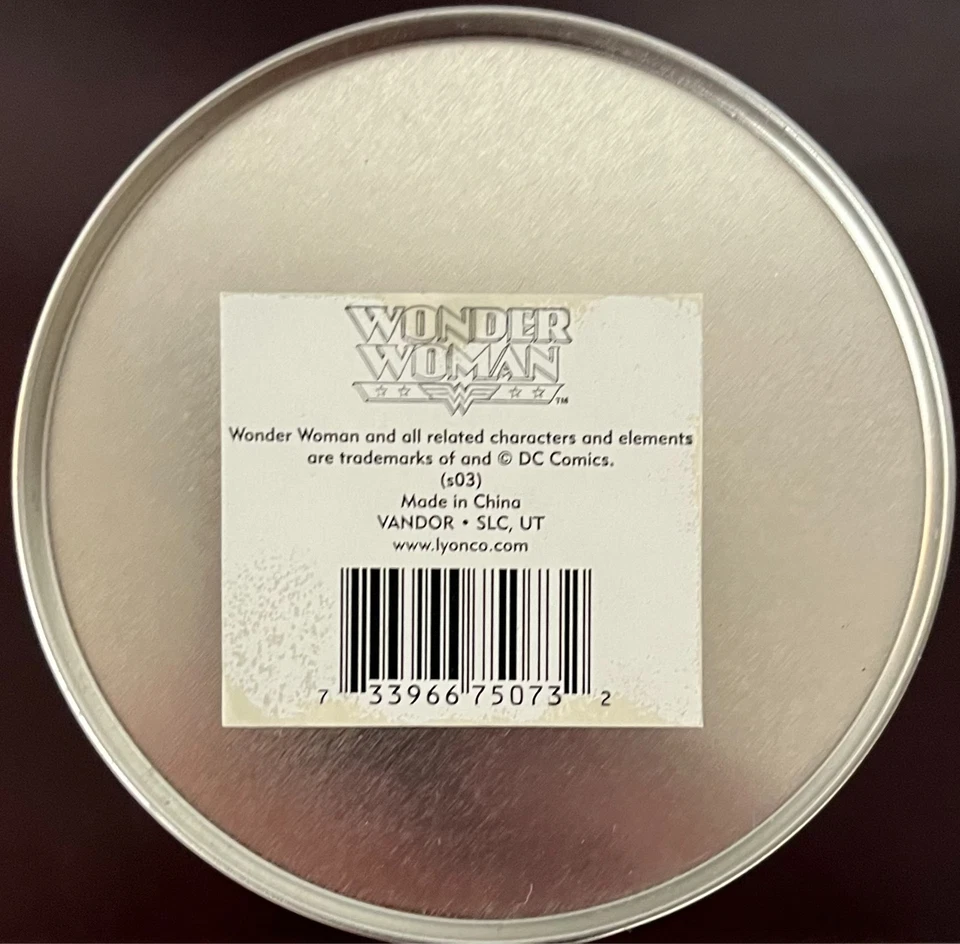 WONDER
WOMAN
TM
Wonder Woman and all related characters and elements
are trademarks of and © DC Comics.
(s03)
Made in China
VANDOR • SLC, UT
www.lyonco.com
7 33966 75073 2